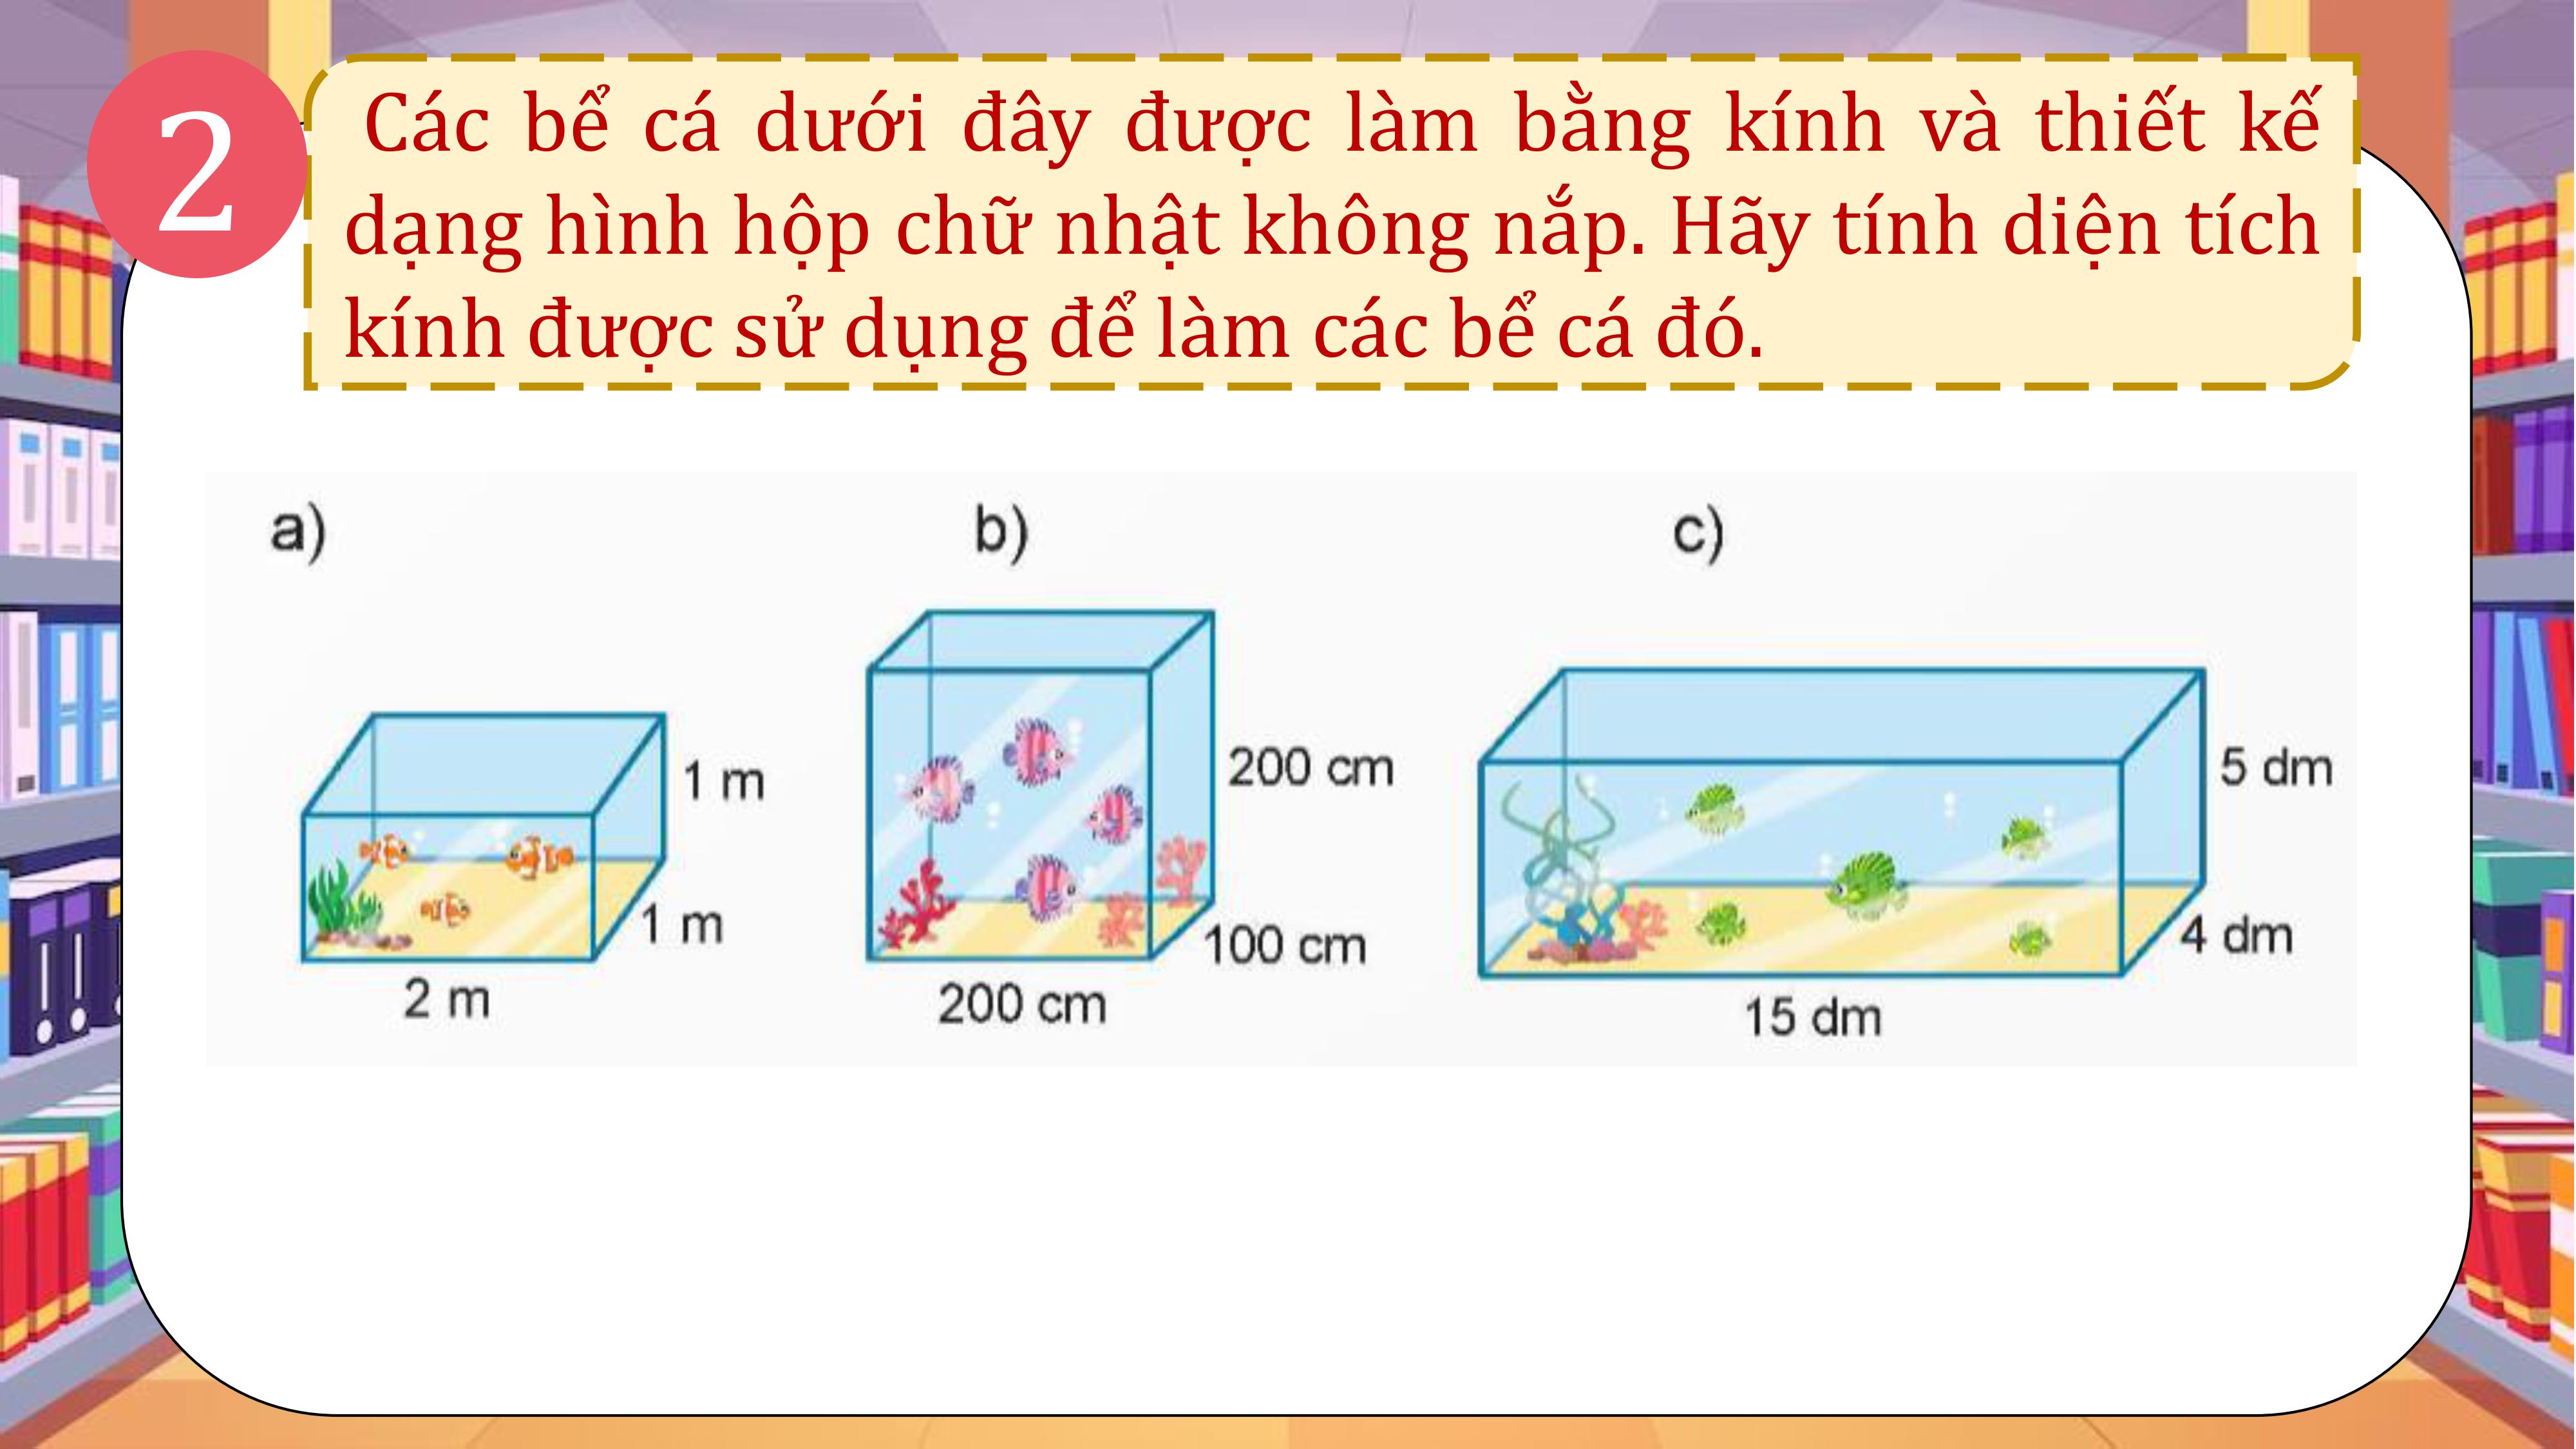 2
Các bể cá dưới đây được làm bằng kính và thiết kế
dạng hình hộp chữ nhật không nắp. Hãy tính diện tích
kính được sử dụng để làm các bể cá đó.
a)
b)
c)
1 m
1 m
2 m
200 cm
100 cm
200 cm
5 dm
4 dm
15 dm